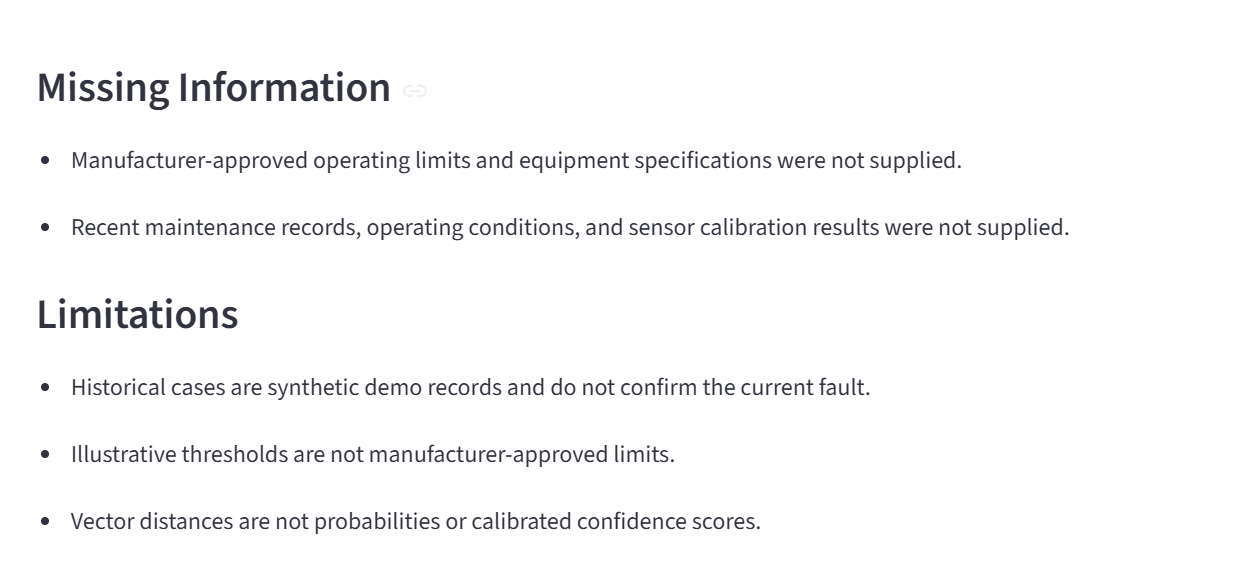 Missing Information
Manufacturer-approved operating limits and equipment specifications were not supplied.
Recent maintenance records, operating conditions, and sensor calibration results were not supplied.
Limitations
Historical cases are synthetic demo records and do not confirm the current fault.
Illustrative thresholds are not manufacturer-approved limits.
Vector distances are not probabilities or calibrated confidence scores.